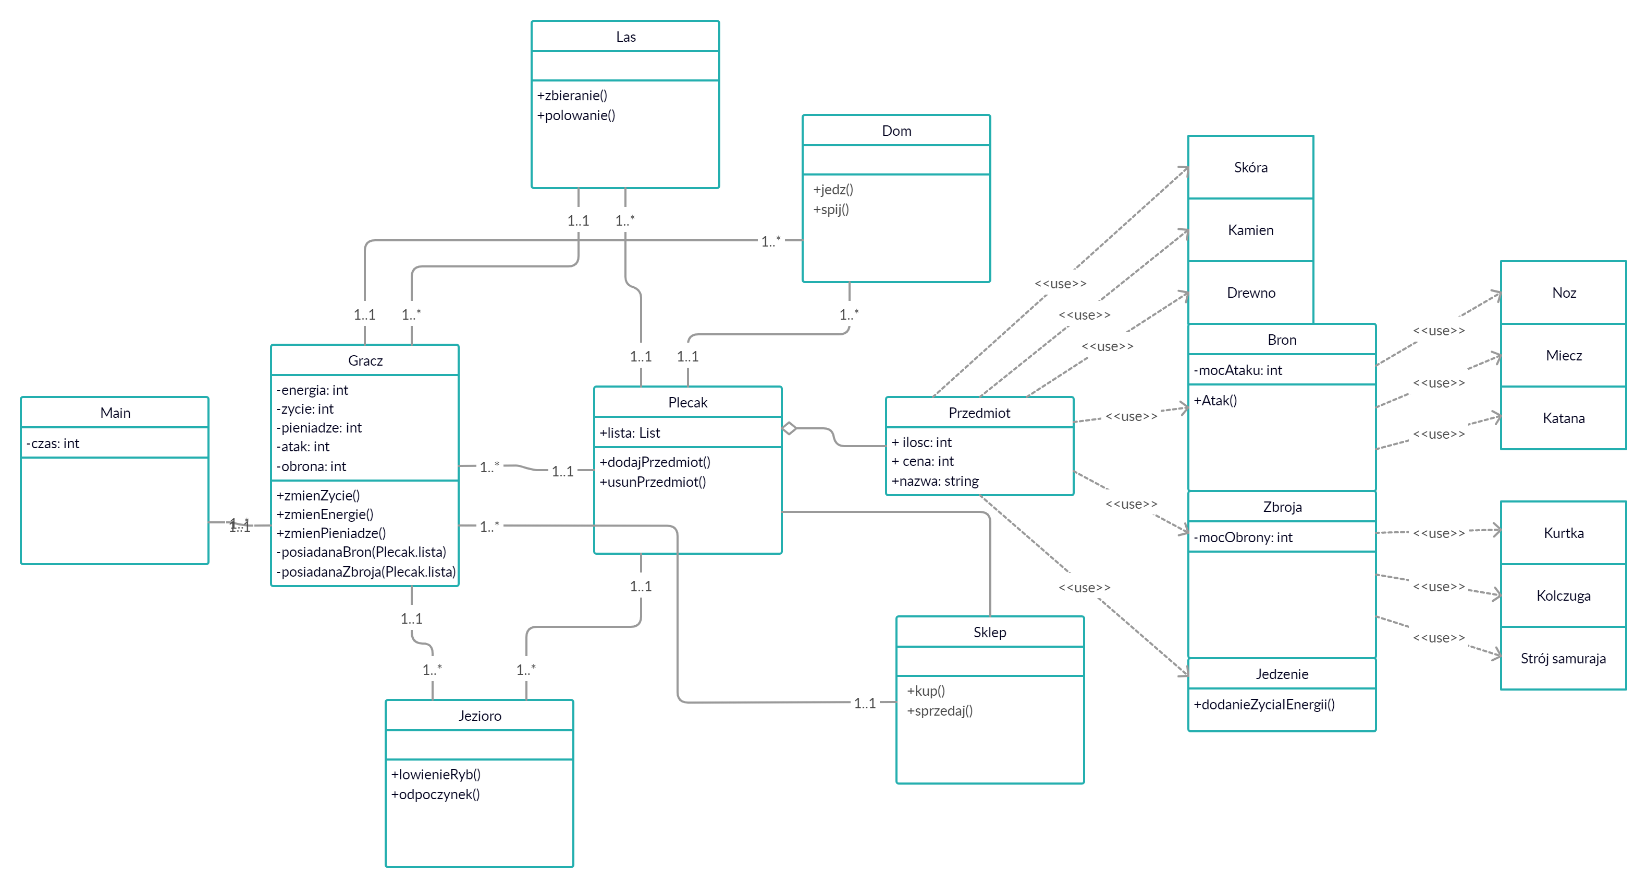 Las
+zbieranie()
+polowanie()
Dom
+jedz()
+spij()
Skóra
Kamien
Drewno
1..1
1..*
1..*
1..1
1..*
1..*
1..1
1..1
<<use>>
<<use>>
<<use>>
Gracz
-energia: int
-zycie: int
-pieniadze: int
-atak: int
-obrona: int
+zmienZycie()
+zmienEnergie()
+zmienPieniadze()
-posiadanaBron(Plecak.lista)
-posiadanaZbroja(Plecak.lista)
Main
-czas: int
1..1
1..*
1..1
1..*
Plecak
+lista: List
+dodajPrzedmiot()
+usunPrzedmiot()
Przedmiot
+ ilosc: int
+ cena: int
+nazwa: string
<<use>>
<<use>>
<<use>>
Bron
-mocAtaku: int
+Atak()
<<use>>
<<use>>
<<use>>
Noz
Miecz
Katana
Zbroja
-mocObrony: int
<<use>>
<<use>>
<<use>>
Kurtka
Kolczuga
Strój samuraja
Jedzenie
+dodanieZyciaIEnergii()
1..1
1..*
1..1
1..*
1..1
Jezioro
+lowienieRyb()
+odpoczynek()
Sklep
+kup()
+sprzedaj()